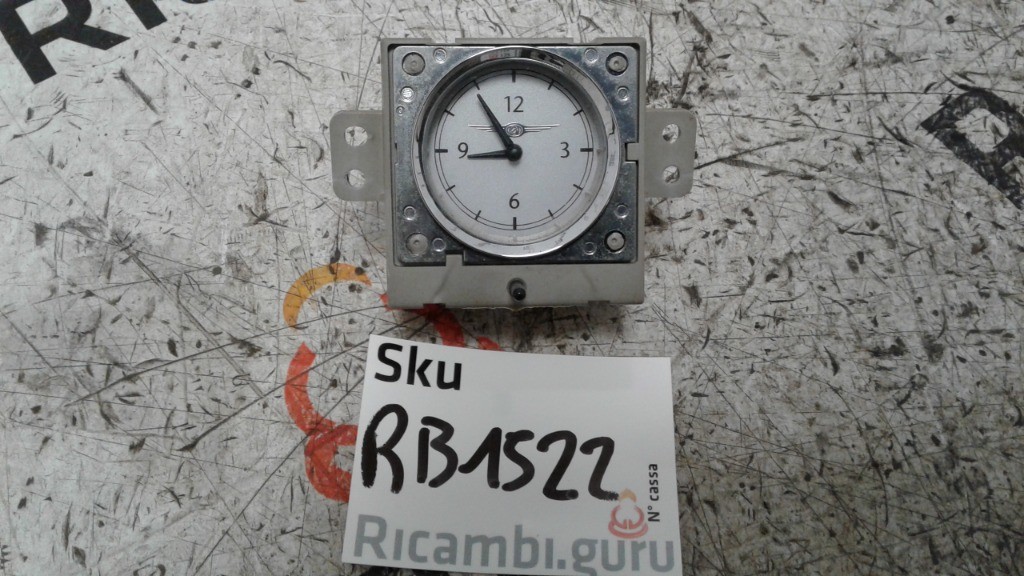 12
9 3
6
Sku
RB1522
N° cassa
Ricambi.guru